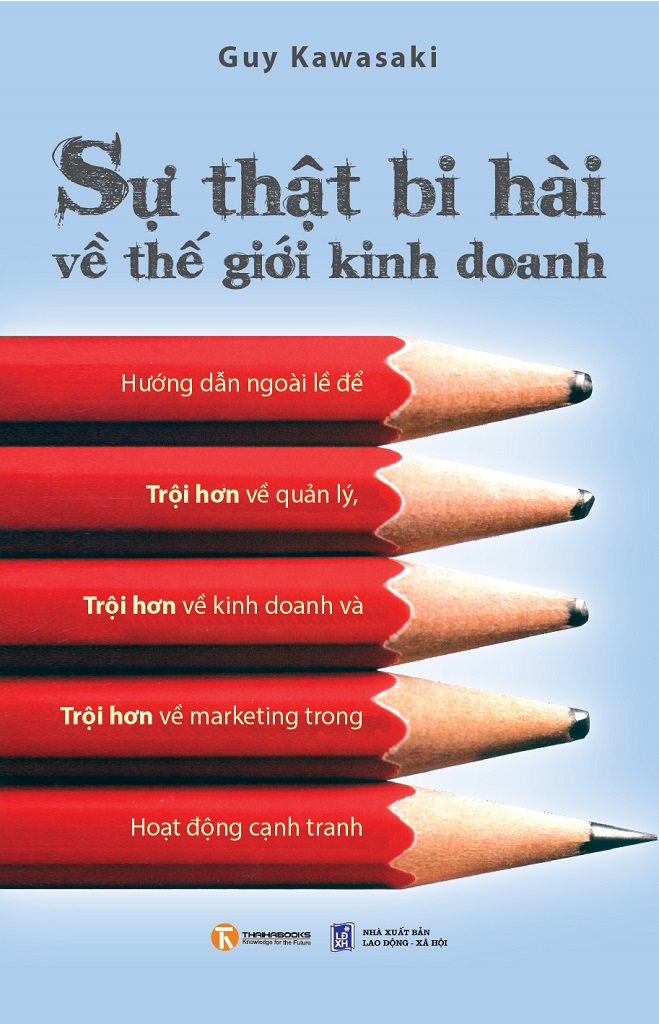 Guy Kawasaki
Sự thật bi hài
về thế giới kinh doanh
Hướng dẫn ngoài lề để
Trội hơn về quản lý,
Trội hơn về kinh doanh và
Trội hơn về marketing trong
Hoạt động cạnh tranh
THAIHABOOKS
Knowledge for the Future
LĐ
XH
NHÀ XUẤT BẢN
LAO ĐỘNG - XÃ HỘI